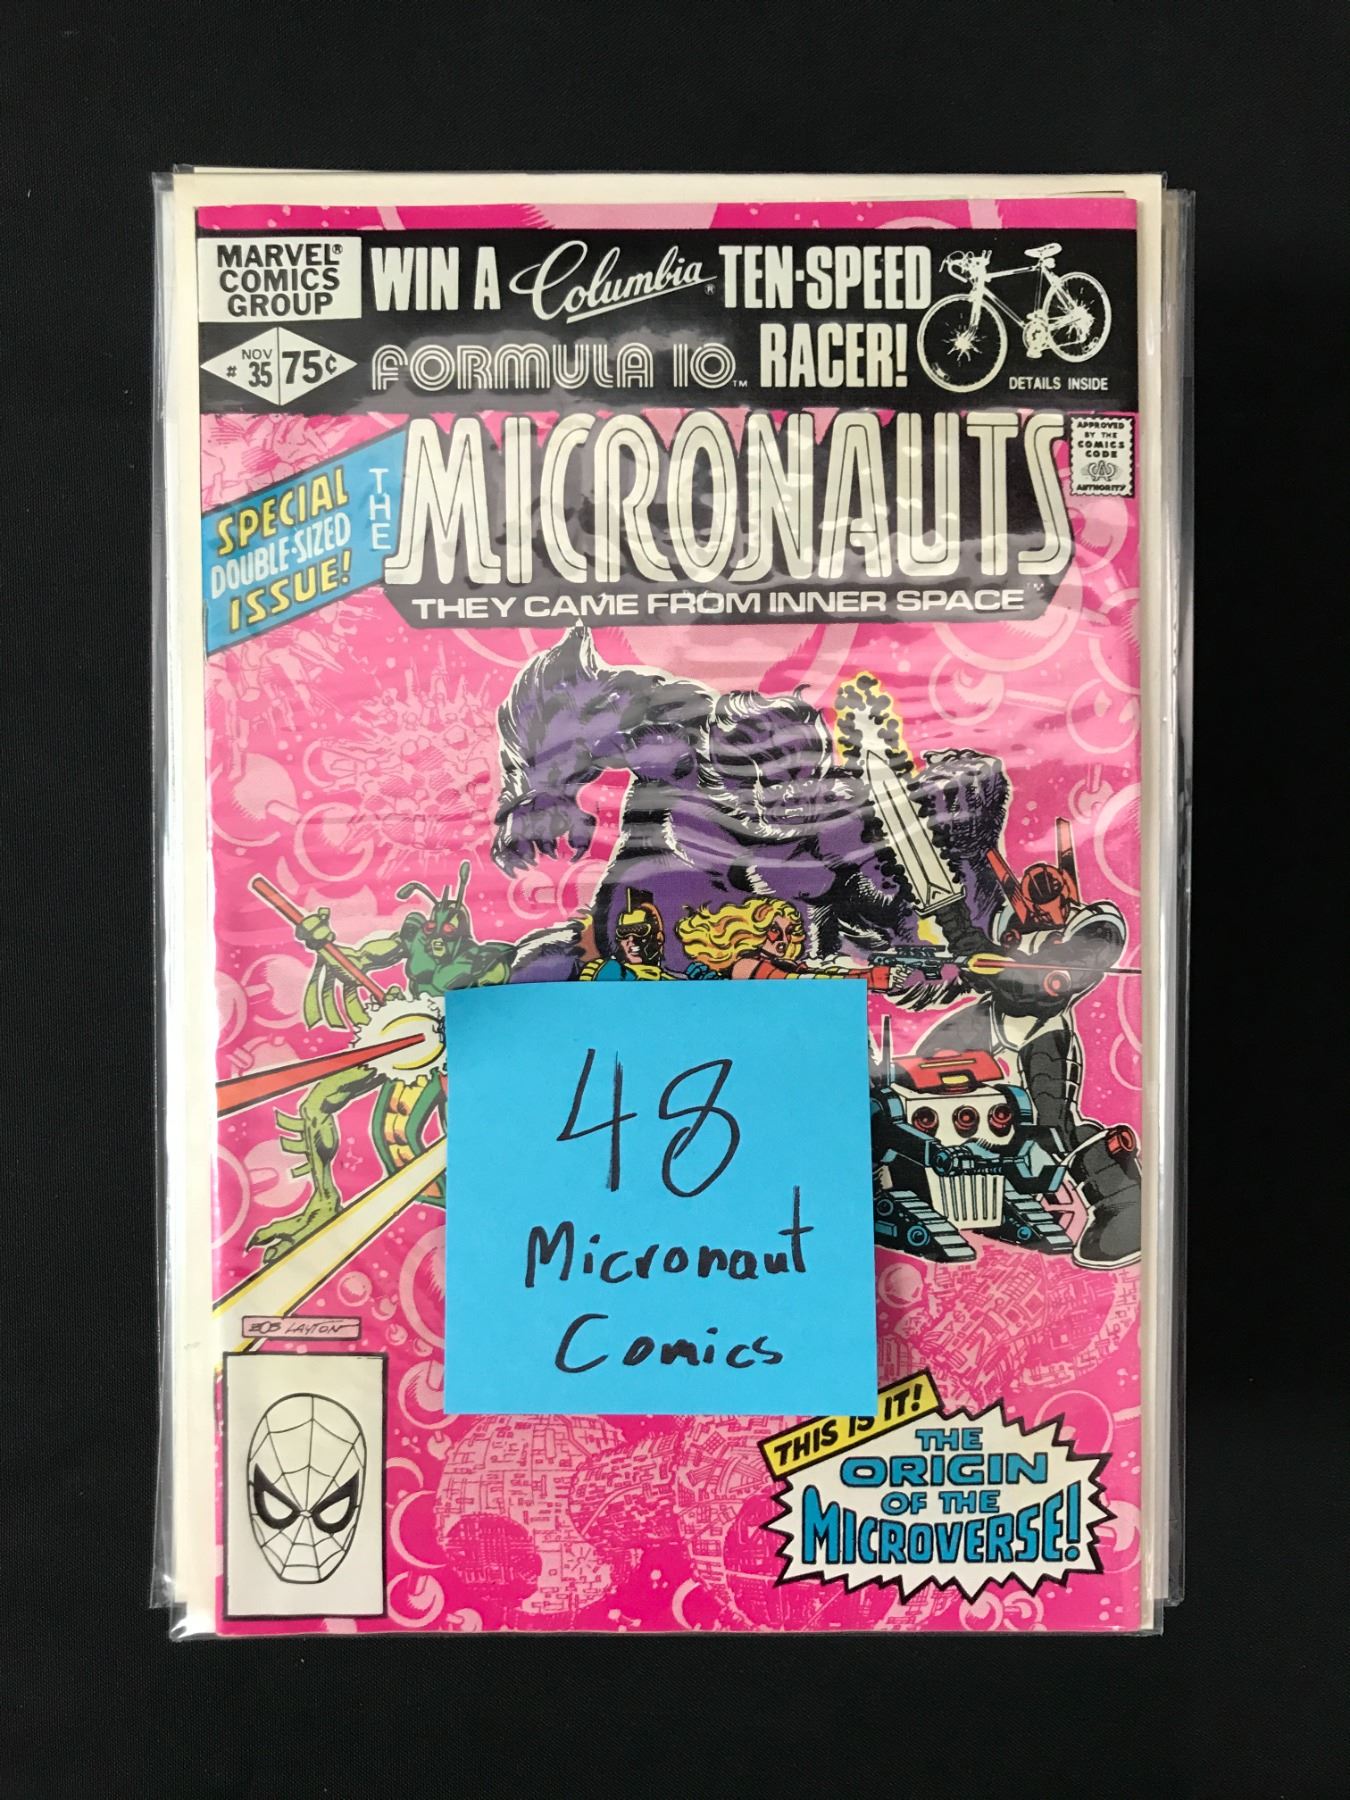 MARVEL®
COMICS
GROUP
WIN A Columbia® TEN-SPEED
FORMULA 10™ RACER!
DETAILS INSIDE
NOV
# 35 75¢
SPECIAL
DOUBLE-SIZED
ISSUE!
THE
MICRONAUTS
THEY CAME FROM INNER SPACE™
APPROVED
BY THE
COMICS
CODE
CA
AUTHORITY
48
Micronaut
Comics
BOB LAYTON
THIS IS IT!
THE
ORIGIN
OF THE
MICROVERSE!